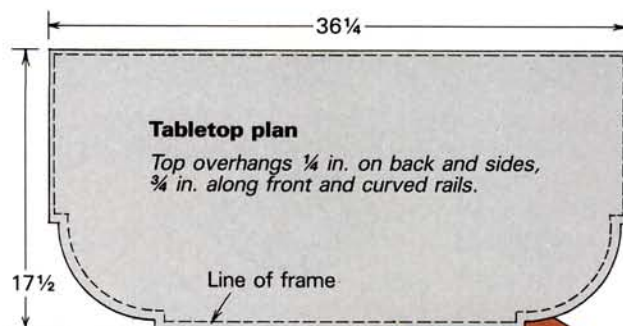 36¼
Tabletop plan
Top overhangs ¼ in. on back and sides,
¾ in. along front and curved rails.
17½
Line of frame